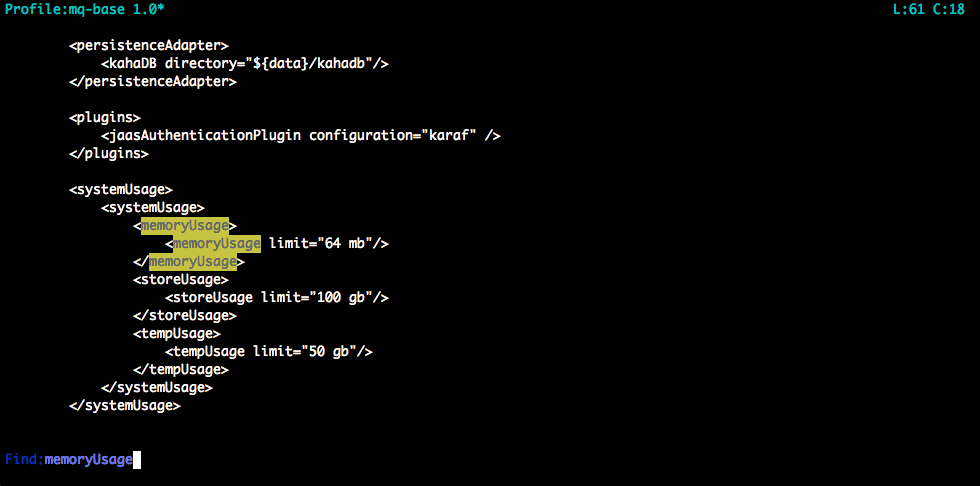 Profile:mq-base 1.0* L:61 C:18
<persistenceAdapter>
<kahaDB directory="${data}/kahadb"/>
</persistenceAdapter>
<plugins>
<jaasAuthenticationPlugin configuration="karaf" />
</plugins>
<systemUsage>
<systemUsage>
<memoryUsage>
<memoryUsage limit="64 mb"/>
</memoryUsage>
<storeUsage>
<storeUsage limit="100 gb"/>
</storeUsage>
<tempUsage>
<tempUsage limit="50 gb"/>
</tempUsage>
</systemUsage>
</systemUsage>
Find:memoryUsage